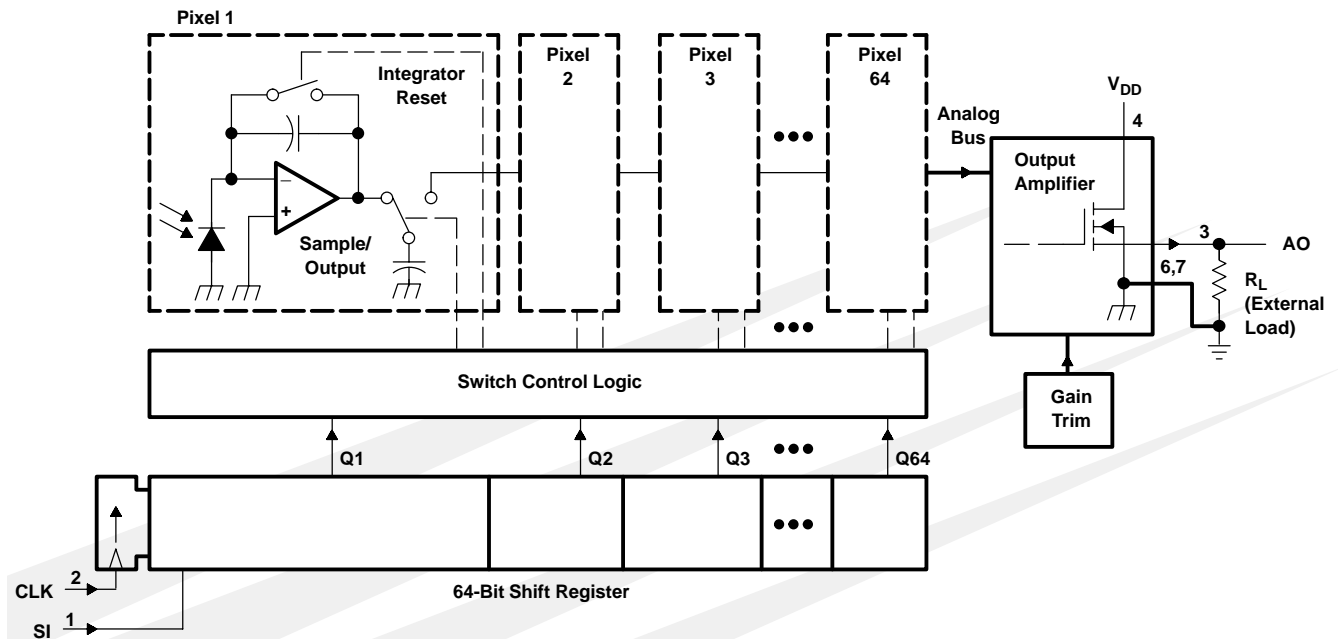 Pixel 1
Pixel
2
Pixel
3
Pixel
64
Integrator
Reset
Analog
Bus
VDD
4
Output
Amplifier
−
+
Sample/
Output
3
AO
6,7
RL
(External
Load)
Switch Control Logic
Gain
Trim
Q1
Q2
Q3
Q64
CLK
2
64-Bit Shift Register
SI
1